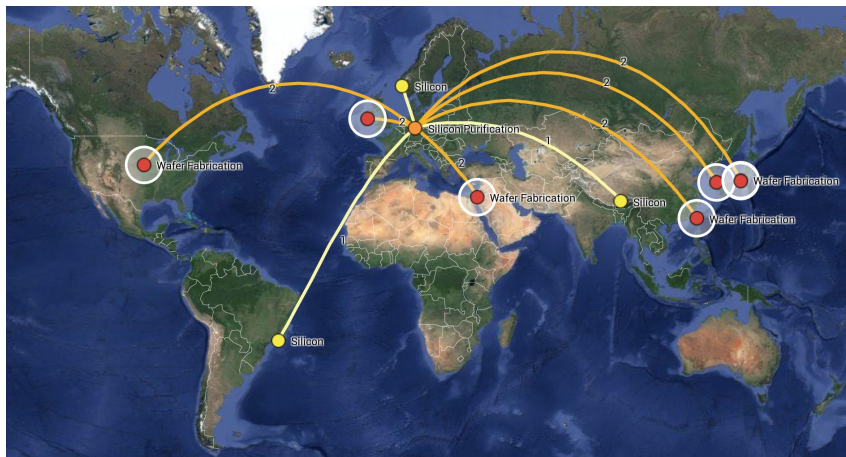 2
Silicon
2
2
2
Silicon Purification
2
1
2
Wafer Fabrication
Wafer Fabrication
Wafer Fabrication
Silicon
Wafer Fabrication
1
Silicon